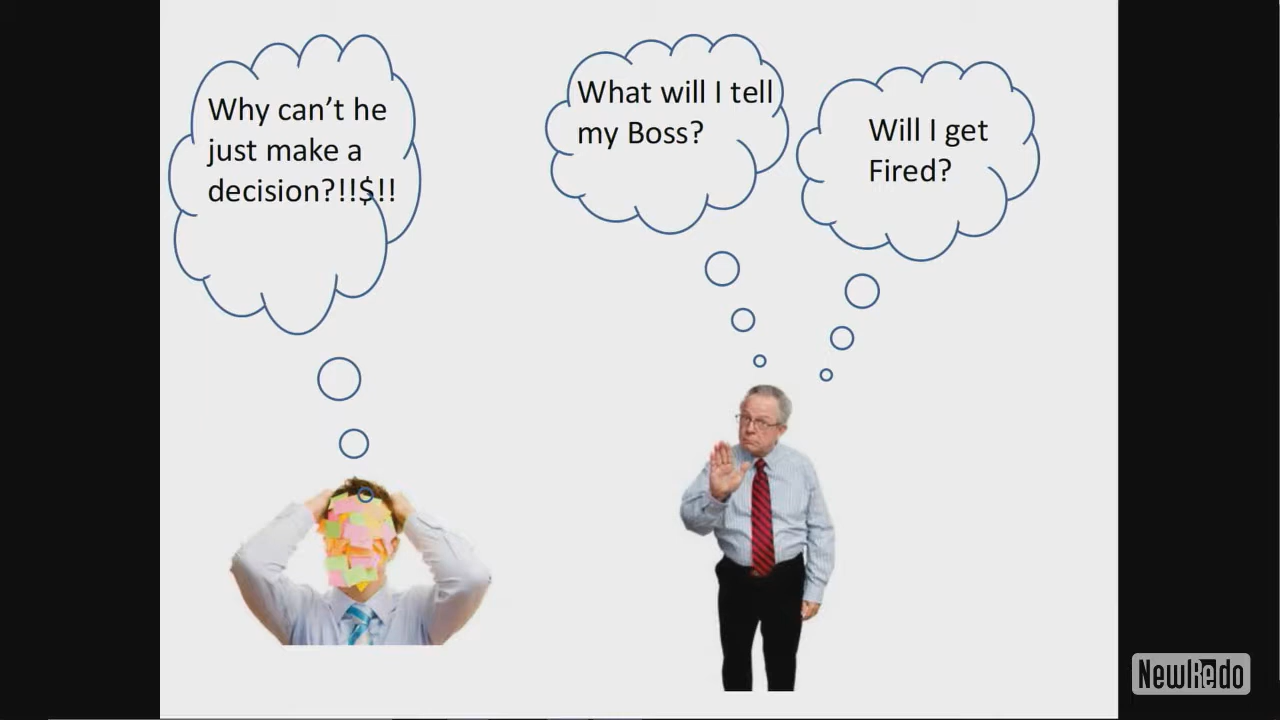 Why can’t he
just make a
decision?!!$!!
What will I tell
my Boss?
Will I get
Fired?
NewRedo